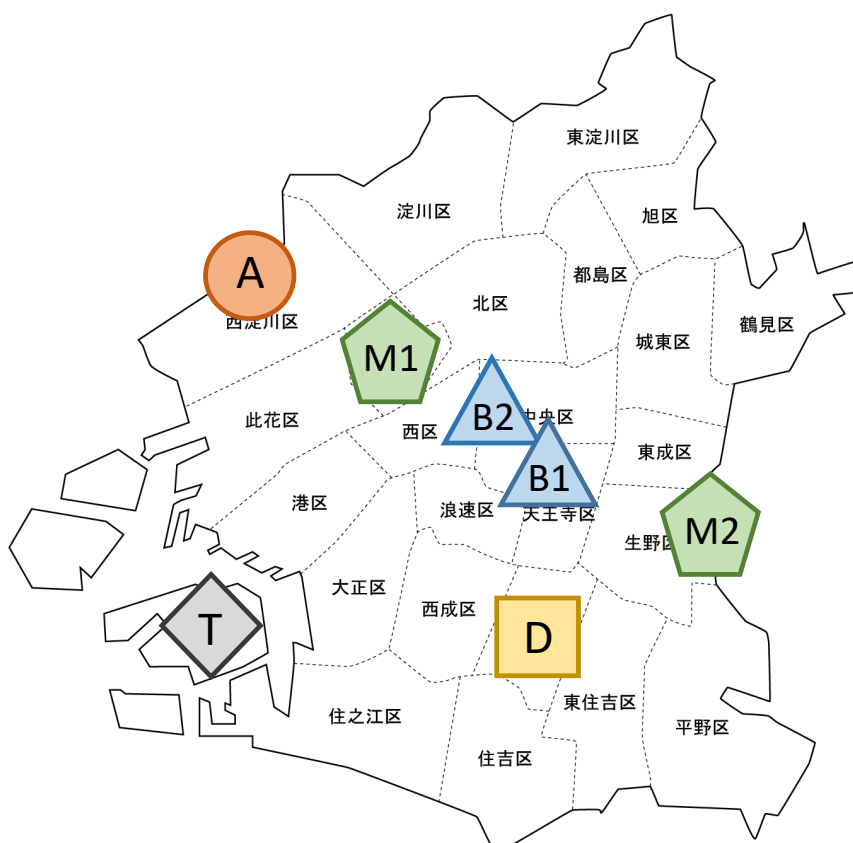 東淀川区
淀川区
旭区
都島区
A
北区
西淀川区
鶴見区
城東区
M1
此花区
B2
中央区
西区
東成区
B1
港区
浪速区
天王寺区
M2
生野区
大正区
西成区
T
D
東住吉区
住之江区
平野区
住吉区